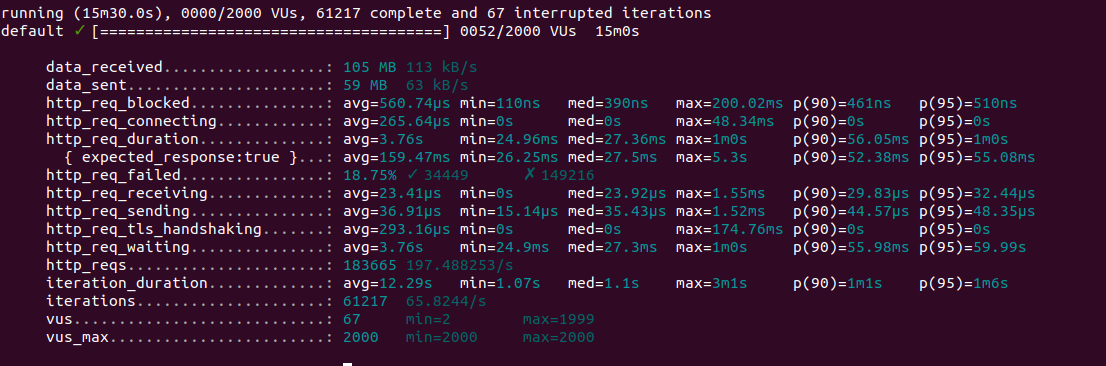 running (15m30.0s), 0000/2000 VUs, 61217 complete and 67 interrupted iterations
default ✓ [======================================] 0052/2000 VUs  15m0s
data_received..................: 105 MB 113 kB/s
data_sent......................: 59 MB  63 kB/s
http_req_blocked...............: avg=560.74µs min=110ns   med=390ns   max=200.02ms p(90)=461ns   p(95)=510ns
http_req_connecting............: avg=265.64µs min=0s      med=0s      max=48.34ms  p(90)=0s      p(95)=0s
http_req_duration..............: avg=3.76s    min=24.96ms med=27.36ms max=1m0s     p(90)=56.05ms p(95)=1m0s
{ expected_response:true }...: avg=159.47ms min=26.25ms med=27.5ms  max=5.3s     p(90)=52.38ms p(95)=55.08ms
http_req_failed................: 18.75% ✓ 34449       ✗ 149216
http_req_receiving.............: avg=23.41µs  min=0s      med=23.92µs max=1.55ms   p(90)=29.83µs p(95)=32.44µs
http_req_sending...............: avg=36.91µs  min=15.14µs med=35.43µs max=1.52ms   p(90)=44.57µs p(95)=48.35µs
http_req_tls_handshaking.......: avg=293.16µs min=0s      med=0s      max=174.76ms p(90)=0s      p(95)=0s
http_req_waiting...............: avg=3.76s    min=24.9ms  med=27.3ms  max=1m0s     p(90)=55.98ms p(95)=59.99s
http_reqs......................: 183665 197.488253/s
iteration_duration.............: avg=12.29s   min=1.07s   med=1.1s    max=3m1s     p(90)=1m1s    p(95)=1m6s
iterations.....................: 61217  65.8244/s
vus............................: 67     min=2         max=1999
vus_max........................: 2000   min=2000      max=2000